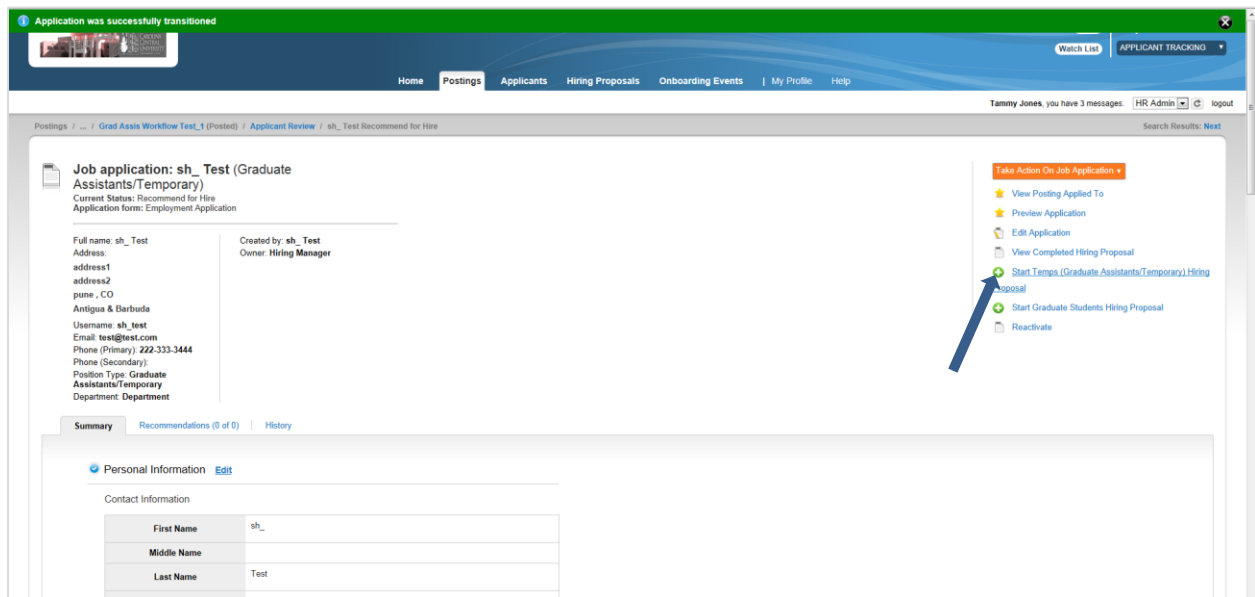 Application was successfully transitioned
CAROLINA
CENTRAL
UNIVERSITY
Watch List
APPLICANT TRACKING
Home Postings Applicants Hiring Proposals Onboarding Events | My Profile Help
Tammy Jones, you have 3 messages. HR Admin logout
Postings / ... / Grad Assis Workflow Test_1 (Posted) / Applicant Review / sh_ Test Recommend for Hire
Search Results: Next
Job application: sh_ Test (Graduate
Assistants/Temporary)
Current Status: Recommend for Hire
Application form: Employment Application
Full name: sh_ Test
Address:
address1
address2
pune , CO
Antigua & Barbuda
Username: sh_test
Email: test@test.com
Phone (Primary): 222-333-3444
Phone (Secondary):
Position Type: Graduate
Assistants/Temporary
Department: Department
Created by: sh_ Test
Owner: Hiring Manager
Take Action On Job Application
View Posting Applied To
Preview Application
Edit Application
View Completed Hiring Proposal
Start Temps (Graduate Assistants/Temporary) Hiring
Proposal
Start Graduate Students Hiring Proposal
Reactivate
Summary Recommendations (0 of 0) | History
Personal Information Edit
Contact Information
First Name sh_
Middle Name
Last Name Test